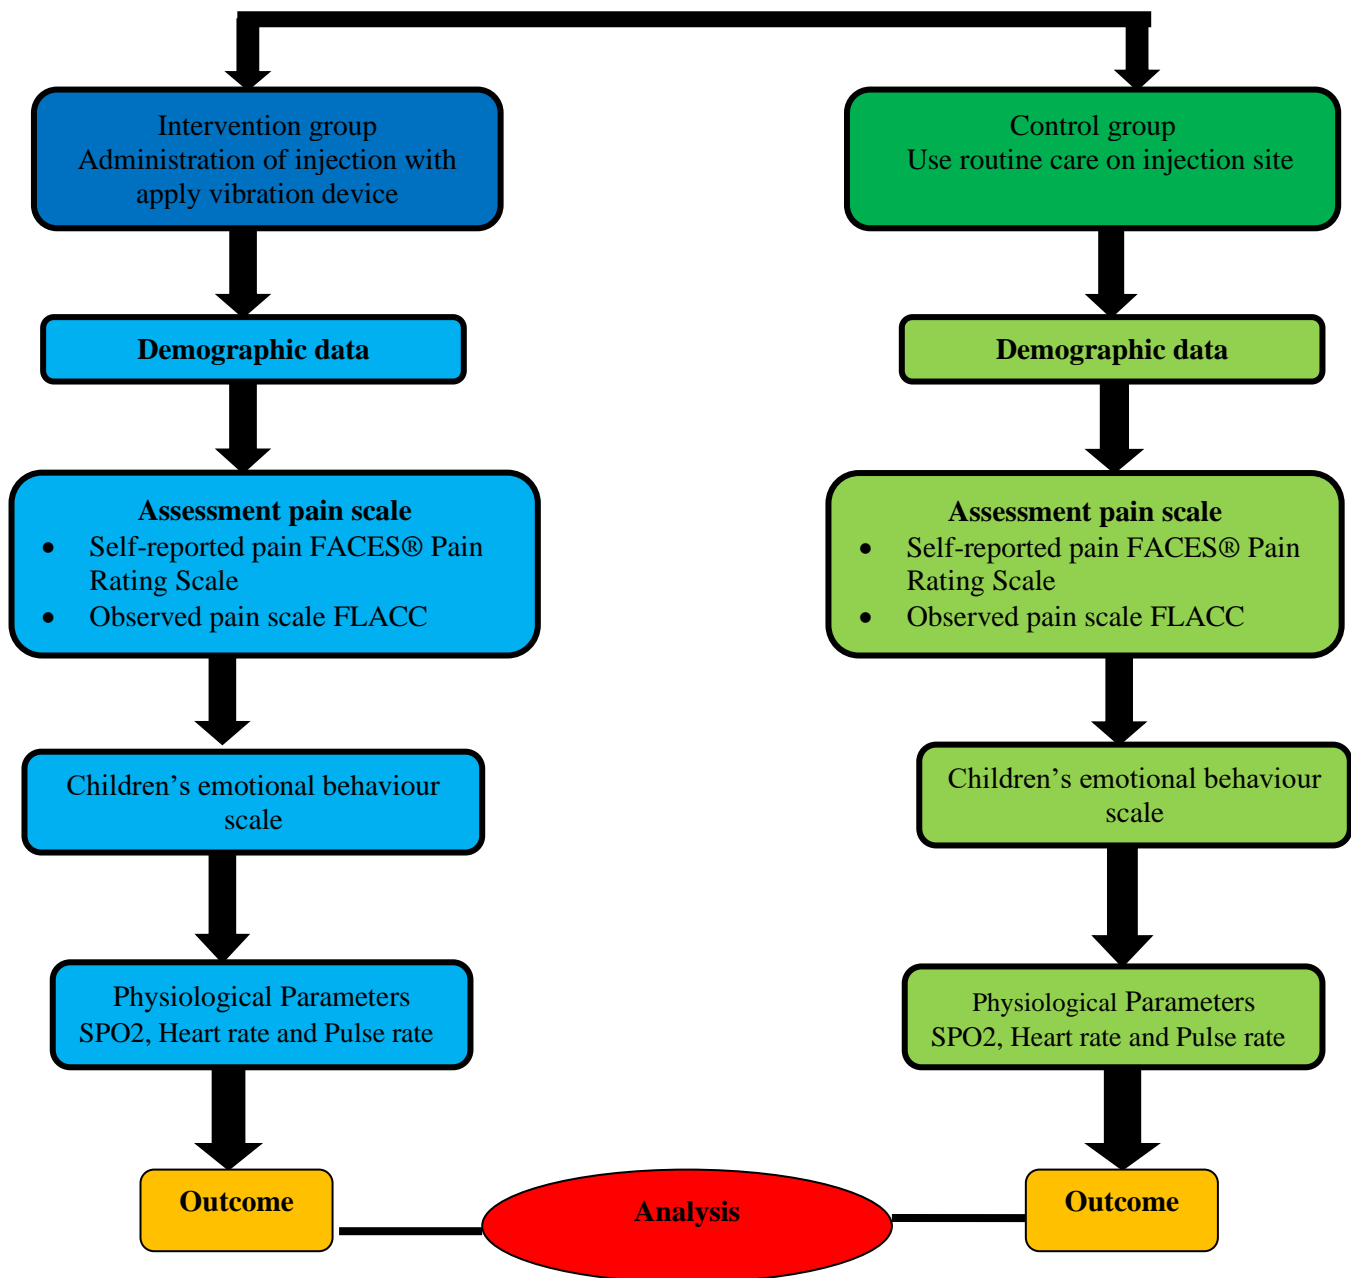 Intervention group
Administration of injection with
apply vibration device
Control group
Use routine care on injection site
Demographic data
Demographic data
Assessment pain scale
• Self-reported pain FACES® Pain
Rating Scale
• Observed pain scale FLACC
Assessment pain scale
• Self-reported pain FACES® Pain
Rating Scale
• Observed pain scale FLACC
Children’s emotional behaviour
scale
Children’s emotional behaviour
scale
Physiological Parameters
SPO2, Heart rate and Pulse rate
Physiological Parameters
SPO2, Heart rate and Pulse rate
Outcome
Analysis
Outcome